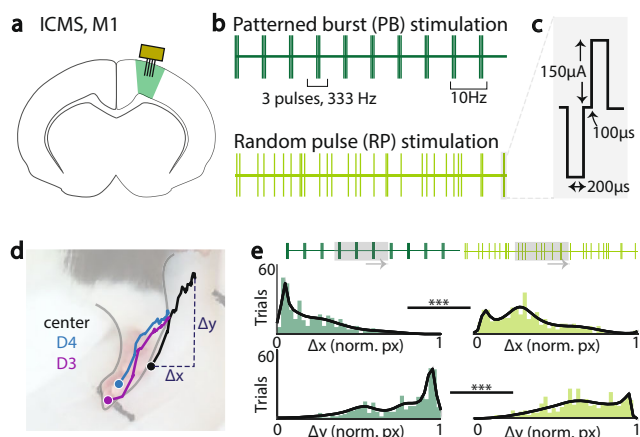 a ICMS, M1
b Patterned burst (PB) stimulation
3 pulses, 333 Hz
10Hz
Random pulse (RP) stimulation
c
150μA
100μs
200μs
d
center
D4
D3
Δy
Δx
e
60
Trials
0 Δx (norm. px) 1
***
0 Δx (norm. px) 1
60
Trials
0 Δy (norm. px) 1
***
0 Δy (norm. px) 1